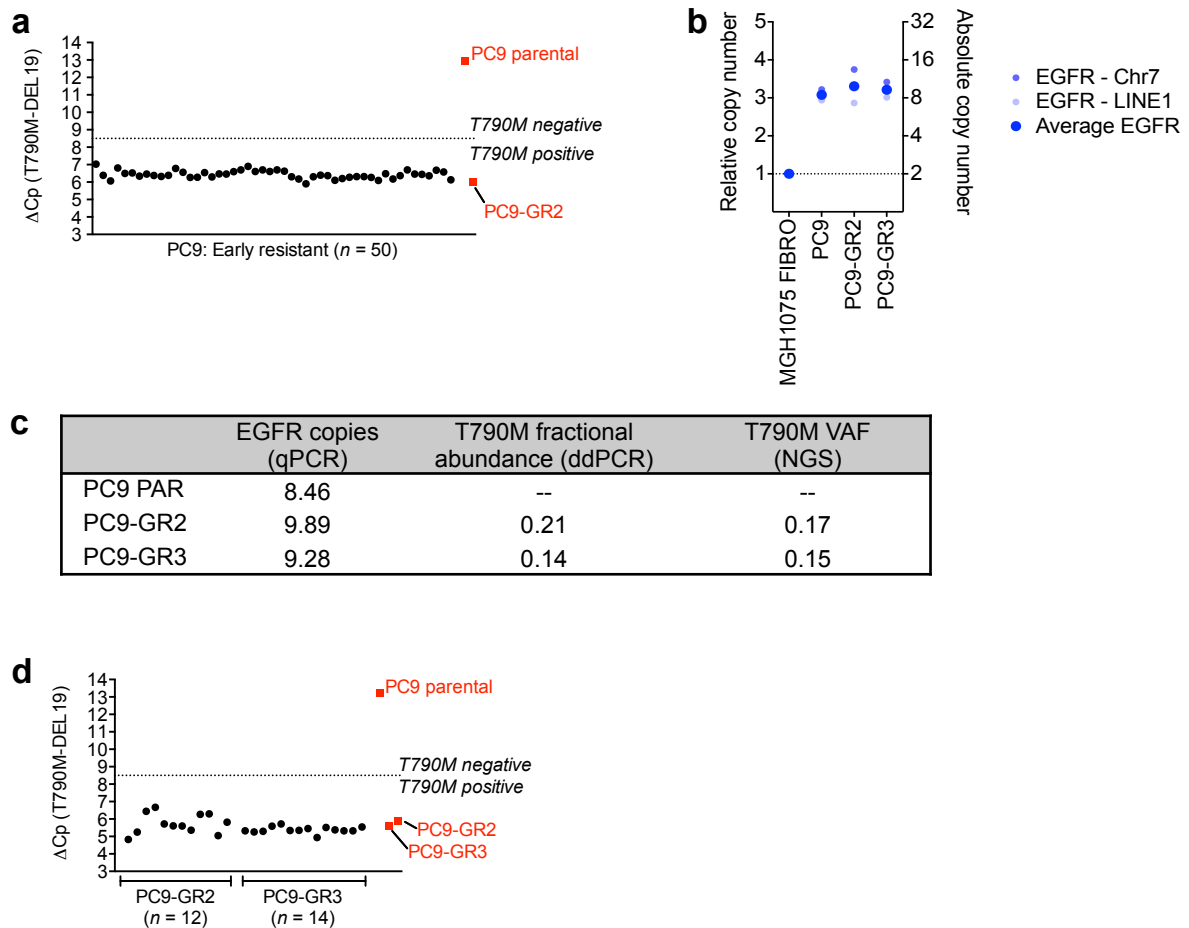 a
14
13
12
11
10
9
8
7
6
5
4
3
ΔCp (T790M-DEL19)
PC9 parental
T790M negative
T790M positive
PC9-GR2
PC9: Early resistant (n = 50)
b
5
4
3
2
1
Relative copy number
32
16
8
4
2
Absolute copy number
MGH1075 FIBRO
PC9
PC9-GR2
PC9-GR3
EGFR - Chr7
EGFR - LINE1
Average EGFR
c
EGFR copies (qPCR) T790M fractional abundance (ddPCR) T790M VAF (NGS)
PC9 PAR 8.46 -- --
PC9-GR2 9.89 0.21 0.17
PC9-GR3 9.28 0.14 0.15
d
14
13
12
11
10
9
8
7
6
5
4
3
ΔCp (T790M-DEL19)
PC9 parental
T790M negative
T790M positive
PC9-GR2
PC9-GR3
PC9-GR2
(n = 12)
PC9-GR3
(n = 14)